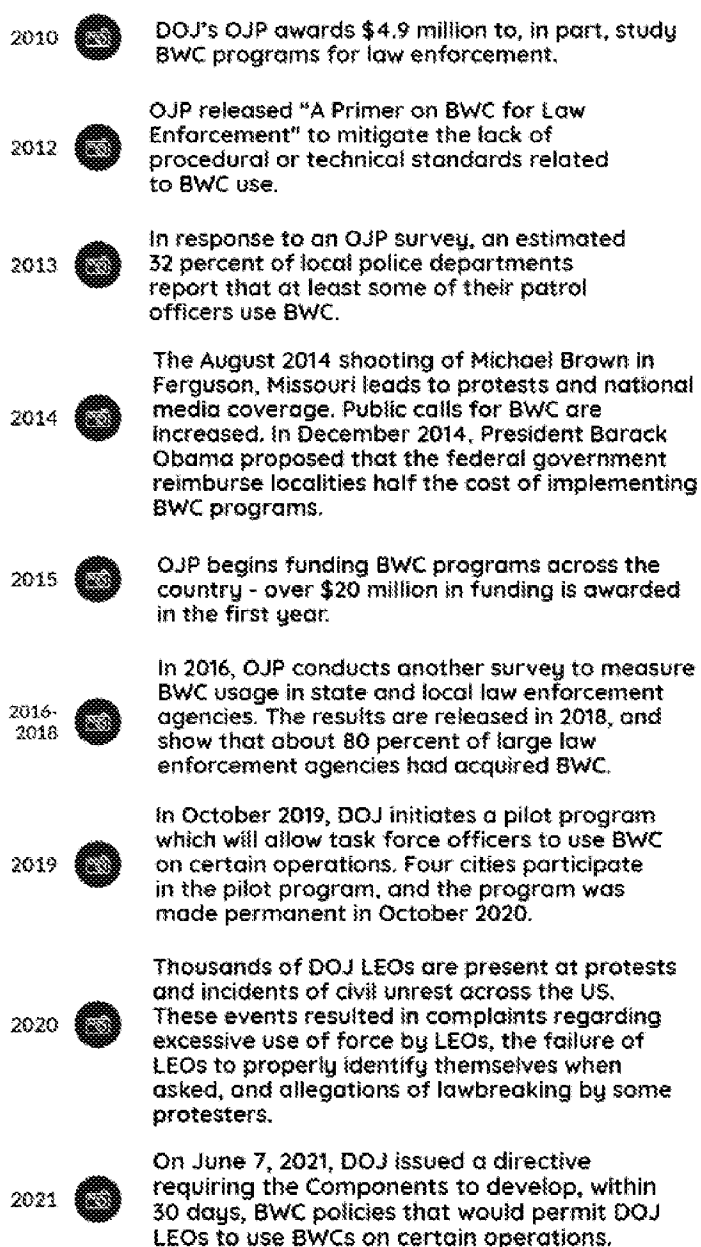 2010
DOJ's OJP awards $4.9 million to, in part, study
BWC programs for law enforcement.
2012
OJP released "A Primer on BWC for Law
Enforcement" to mitigate the lack of
procedural or technical standards related
to BWC use.
2013
In response to an OJP survey, an estimated
32 percent of local police departments
report that at least some of their patrol
officers use BWC.
2014
The August 2014 shooting of Michael Brown in
Ferguson, Missouri leads to protests and national
media coverage. Public calls for BWC are
increased. In December 2014, President Barack
Obama proposed that the federal government
reimburse localities half the cost of implementing
BWC programs.
2015
OJP begins funding BWC programs across the
country - over $20 million in funding is awarded
in the first year.
2016-
2018
In 2016, OJP conducts another survey to measure
BWC usage in state and local law enforcement
agencies. The results are released in 2018, and
show that about 80 percent of large law
enforcement agencies had acquired BWC.
2019
In October 2019, DOJ initiates a pilot program
which will allow task force officers to use BWC
on certain operations. Four cities participate
in the pilot program, and the program was
made permanent in October 2020.
2020
Thousands of DOJ LEOs are present at protests
and incidents of civil unrest across the US.
These events resulted in complaints regarding
excessive use of force by LEOs, the failure of
LEOs to properly identify themselves when
asked, and allegations of lawbreaking by some
protesters.
2021
On June 7, 2021, DOJ issued a directive
requiring the Components to develop, within
30 days, BWC policies that would permit DOJ
LEOs to use BWCs on certain operations.